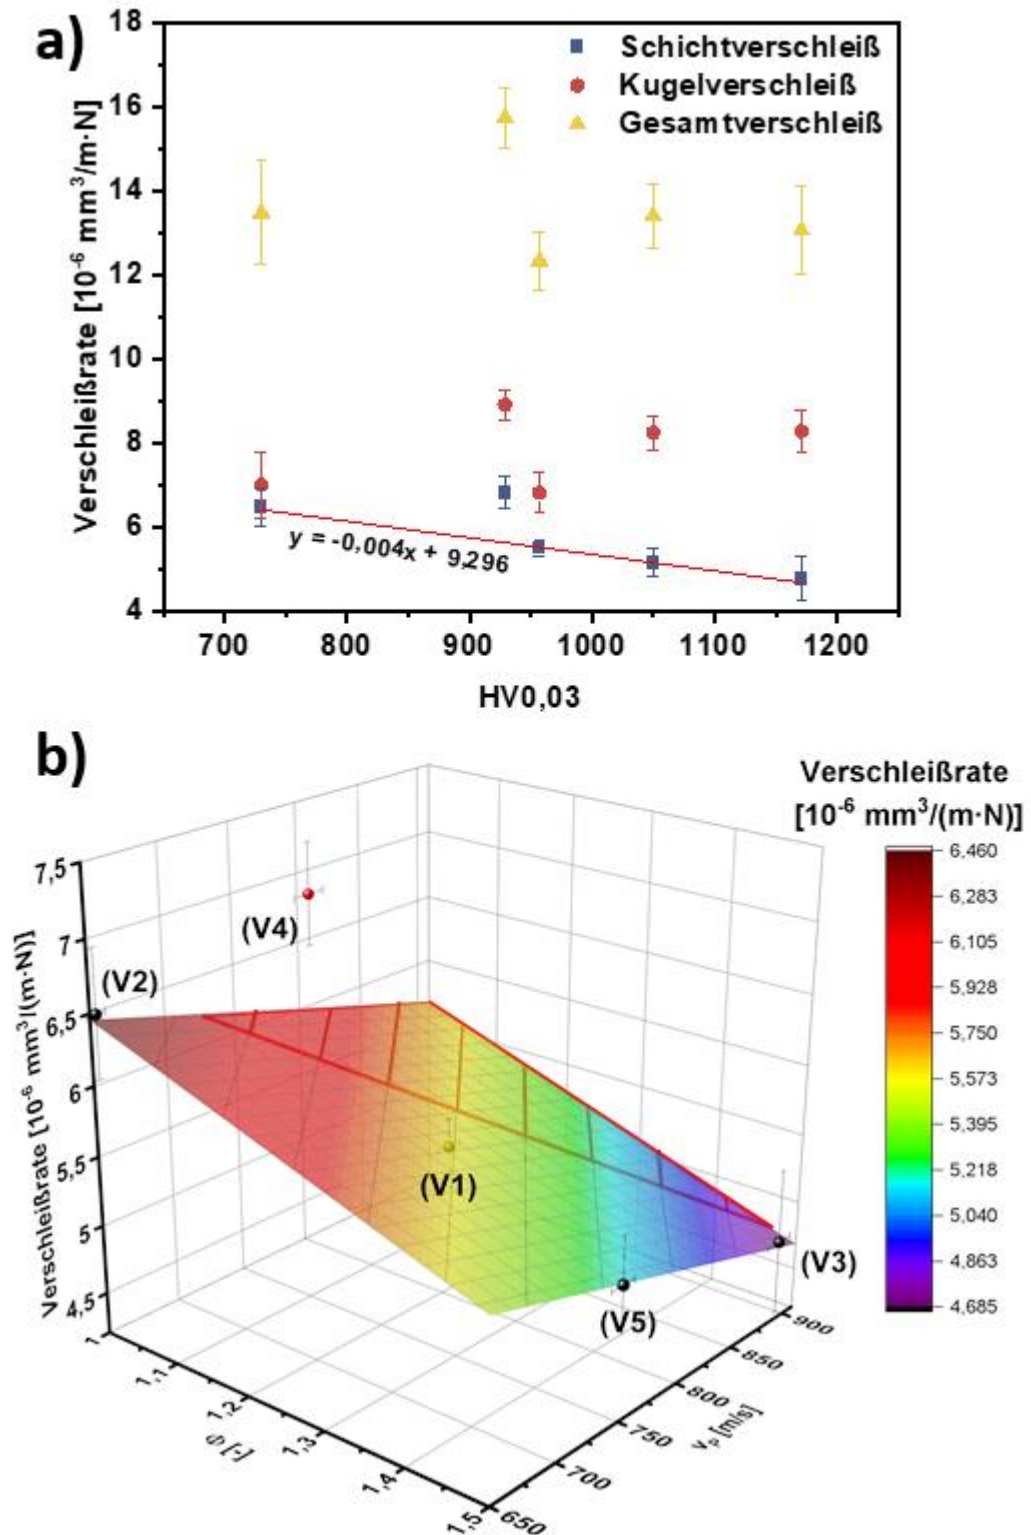 a)
18
16
14
12
10
8
6
4
Verschleißrate [10⁻⁶ mm³/m·N]
Schichtverschleiß
Kugelverschleiß
Gesamtverschleiß
y = -0,004x + 9,296
700 800 900 1000 1100 1200
HV0,03
b)
Verschleißrate
[10⁻⁶ mm³/(m·N)]
6,460
6,283
6,105
5,928
5,750
5,573
5,395
5,218
5,040
4,863
4,685
7,5
7
6,5
6
5,5
5
4,5
Verschleißrate [10⁻⁶ mm³/(m·N)]
(V4)
(V2)
(V1)
(V3)
(V5)
1
1,1
1,2
1,3
1,4
1,5
Φ [-]
650
700
750
800
850
900
vₚ [m/s]